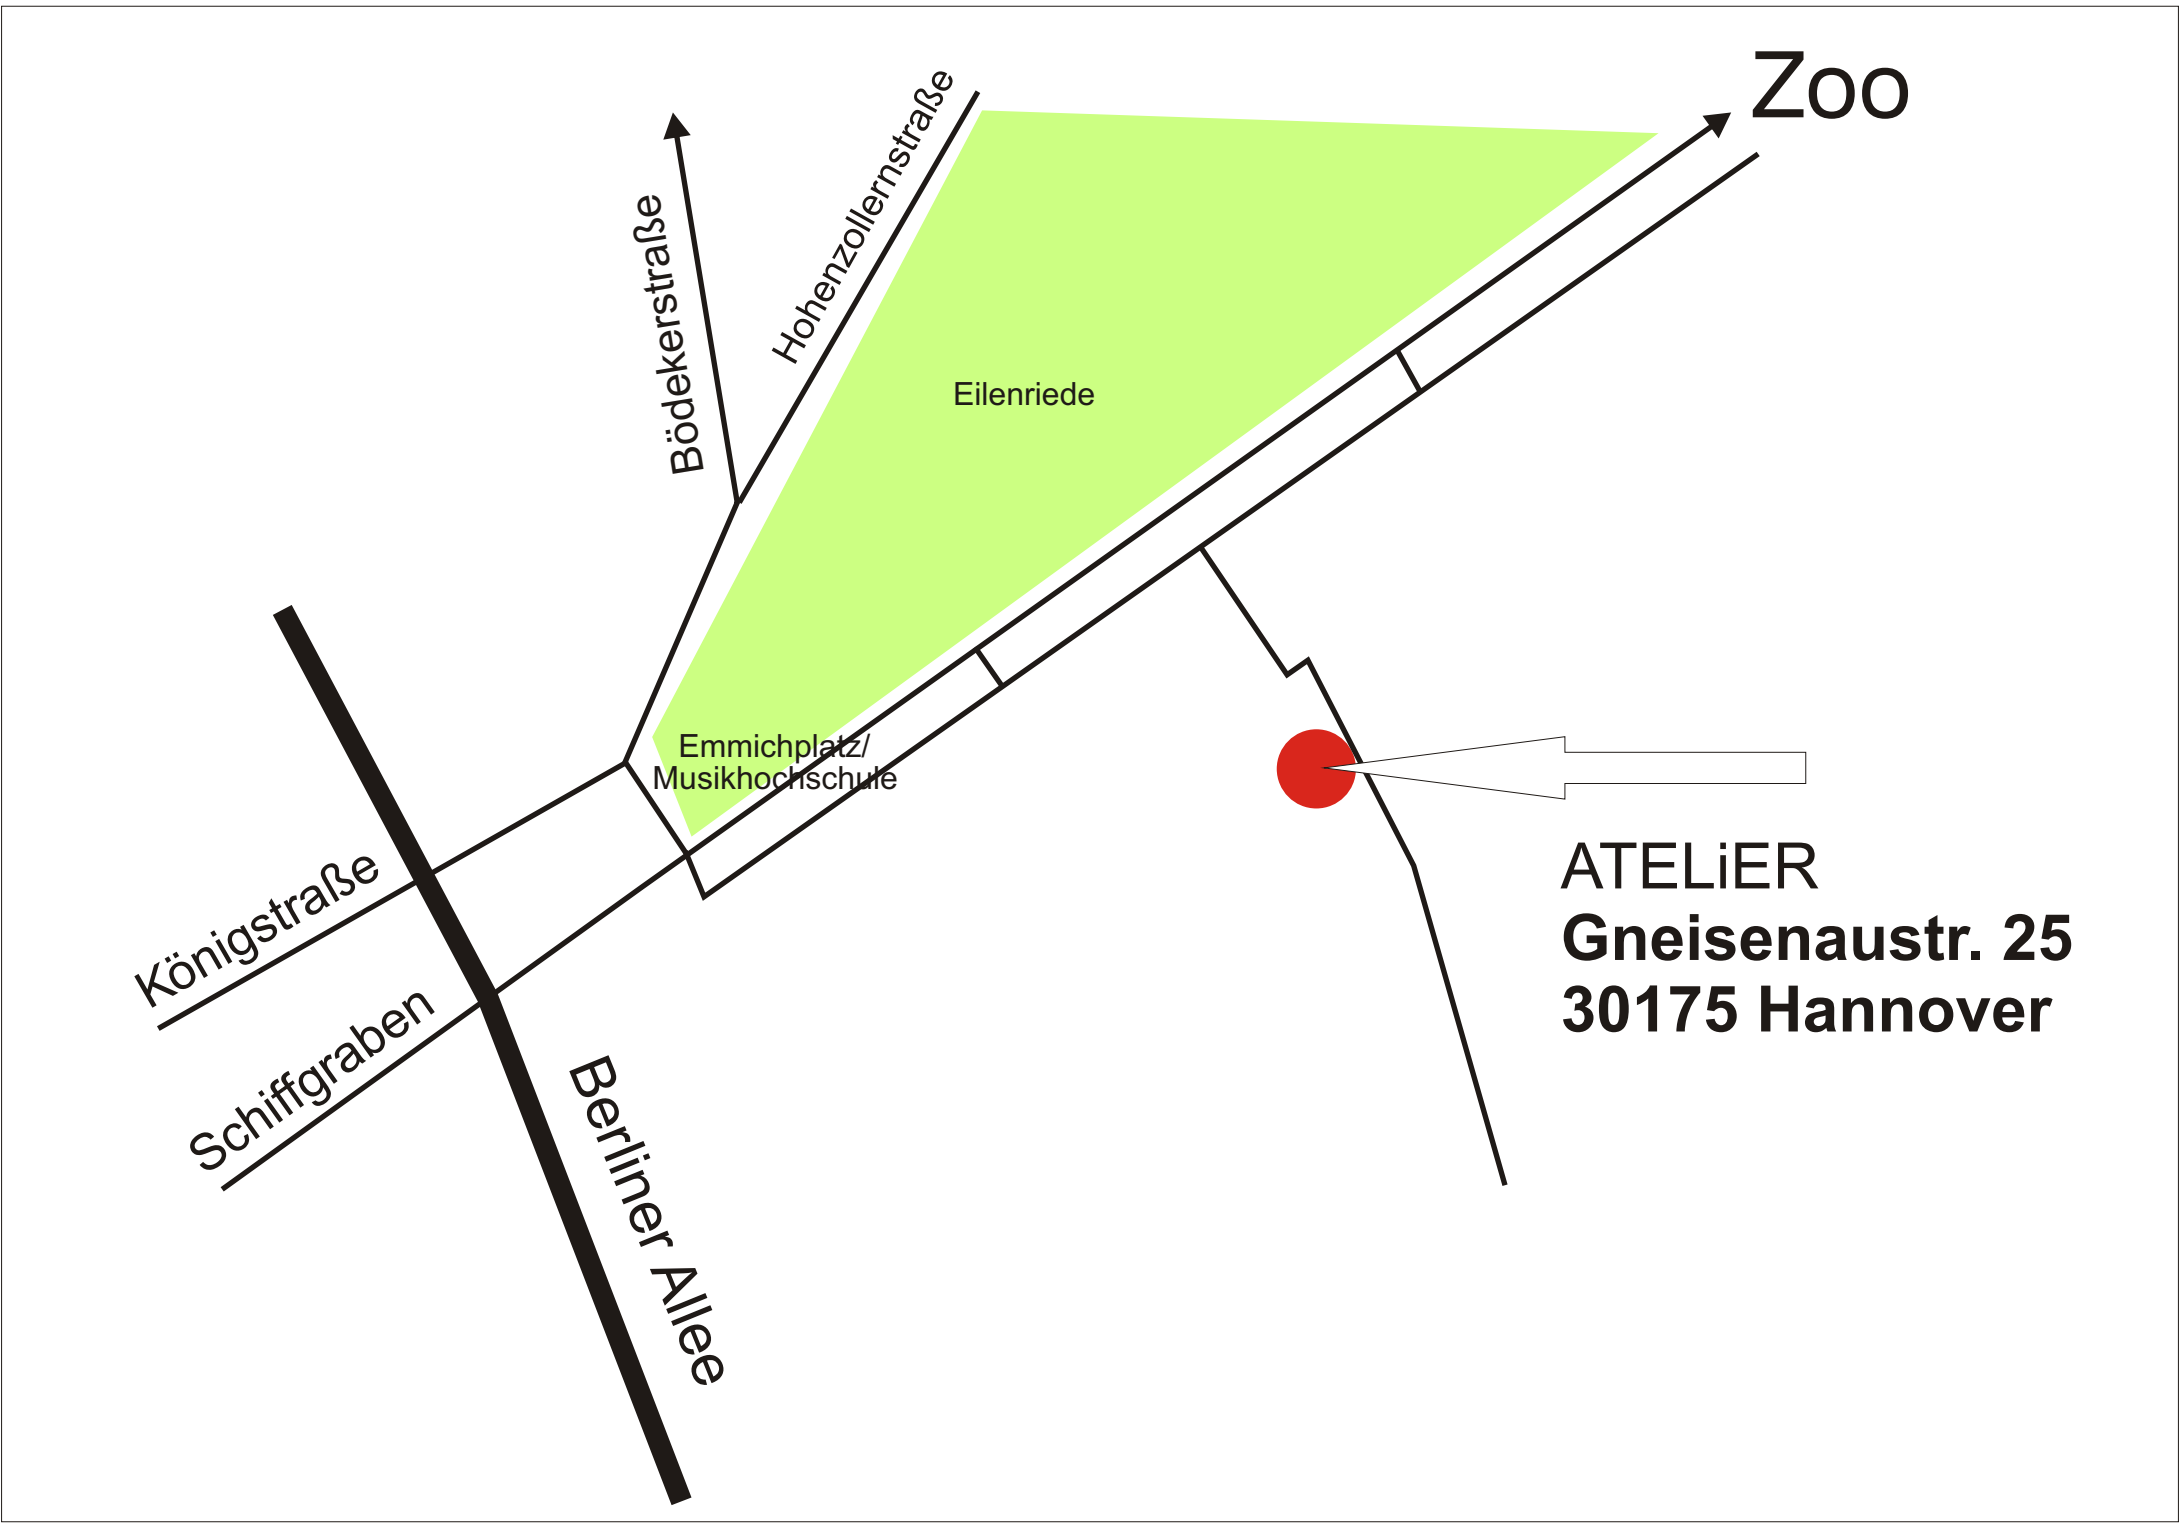 Zoo
Hohenzollernstraße
Bödekerstraße
Eilenriede
Emmichplatz/
Musikhochschule
Königstraße
Schiffgraben
Berliner Allee
ATELiER
Gneisenaustr. 25
30175 Hannover